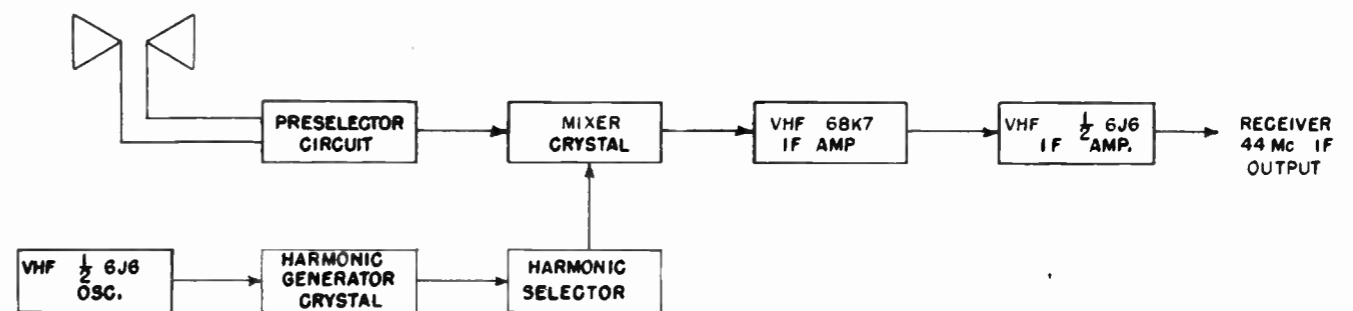 PRESELECTOR
CIRCUIT
MIXER
CRYSTAL
VHF 6BK7
IF AMP
VHF ½ 6J6
IF AMP.
RECEIVER
44 Mc IF
OUTPUT
VHF ½ 6J6
OSC.
HARMONIC
GENERATOR
CRYSTAL
HARMONIC
SELECTOR